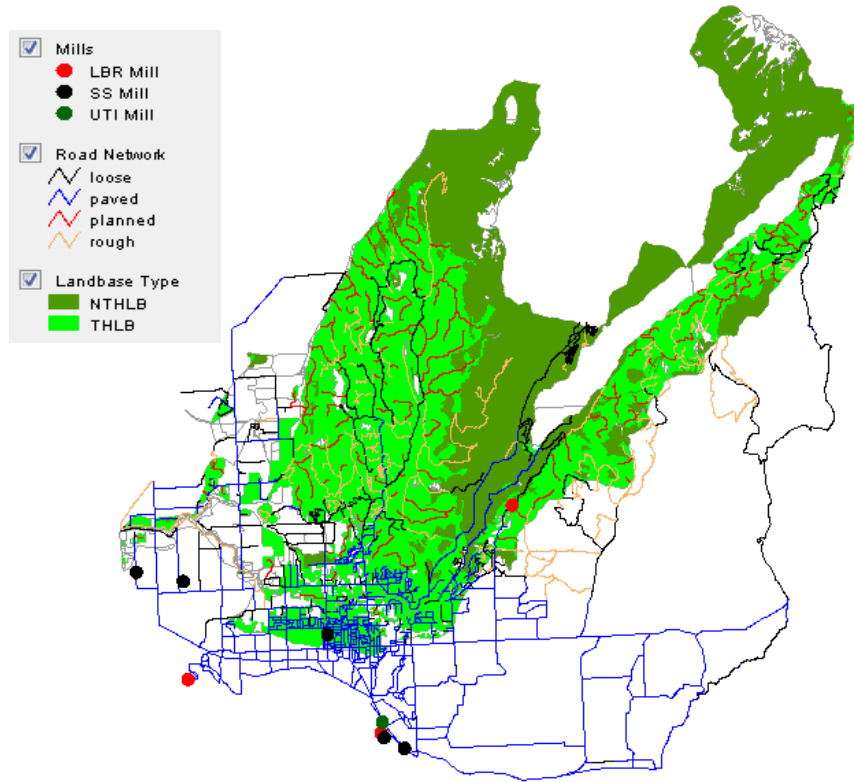 Mills
LBR Mill
SS Mill
UTI Mill
Road Network
loose
paved
planned
rough
Landbase Type
NTHLB
THLB